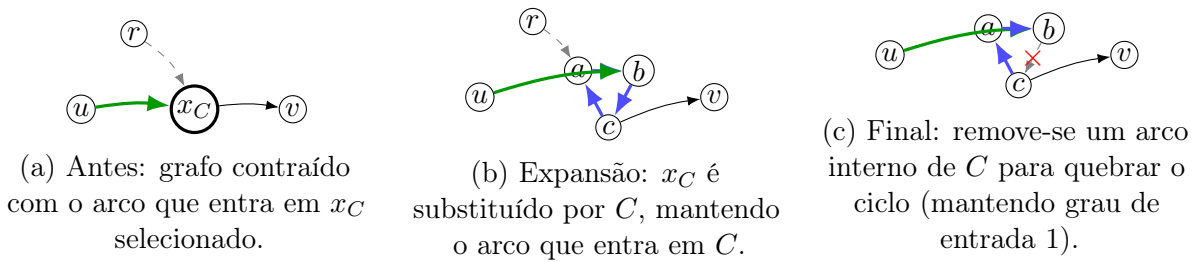 r
u
x_C
v
(a) Antes: grafo contraído
com o arco que entra em x_C
selecionado.
r
a
b
u
c
v
(b) Expansão: x_C é
substituído por C, mantendo
o arco que entra em C.
a
b
u
c
v
(c) Final: remove-se um arco
interno de C para quebrar o
ciclo (mantendo grau de
entrada 1).